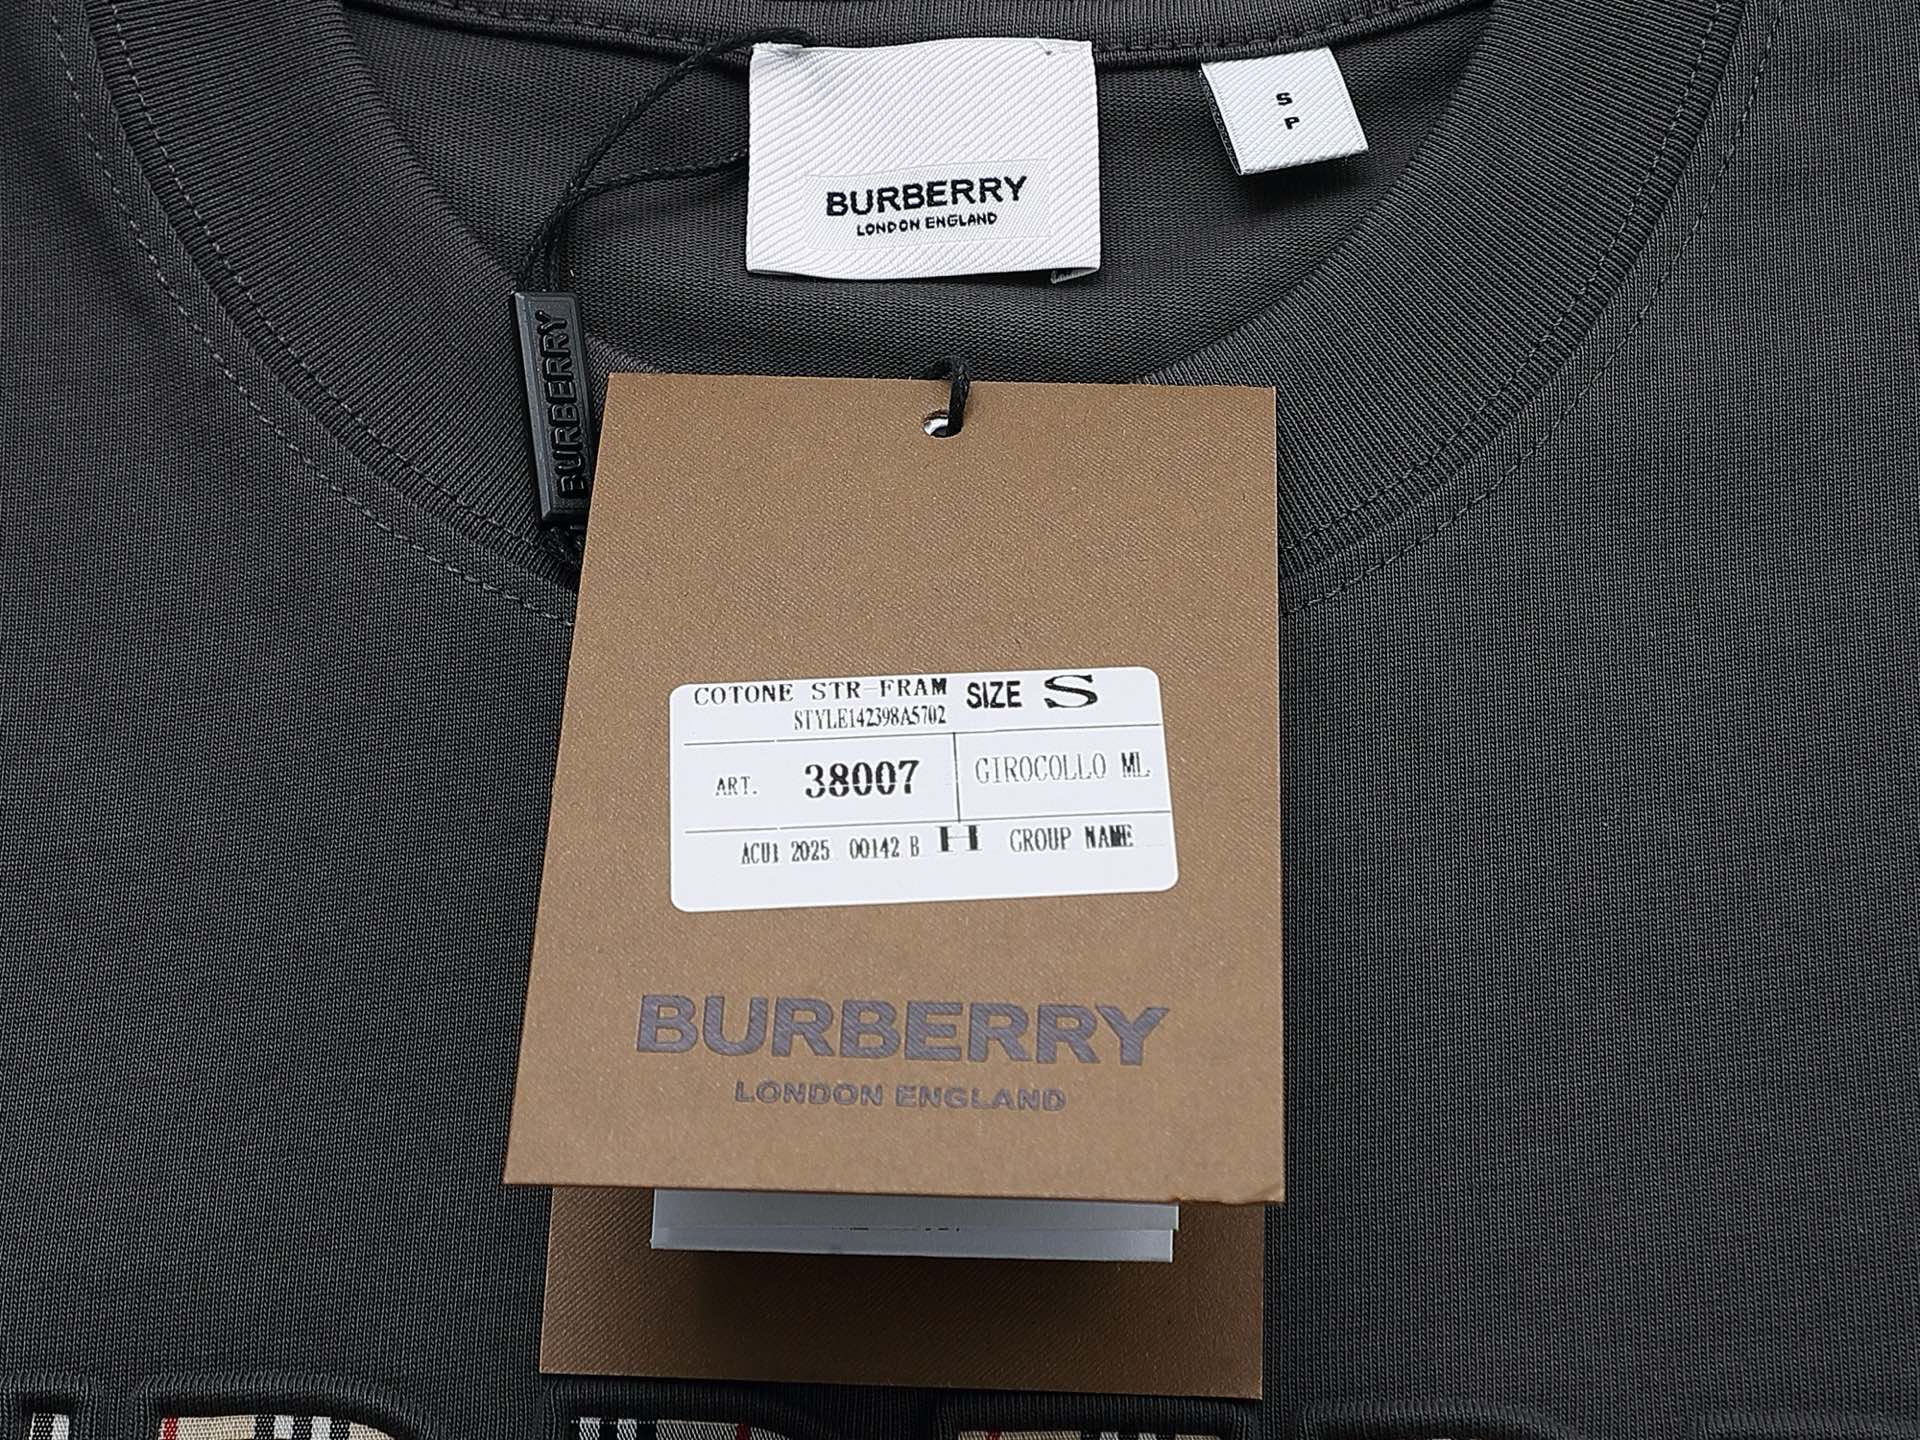 BURBERRY
LONDON ENGLAND
S
P
BURBERRY
COTONE STR-FRAM SIZE S
STYLE142398A5702
ART. 38007 GIROCOLLO ML
ACU1 2025 00142 B H GROUP NAME
BURBERRY
LONDON ENGLAND